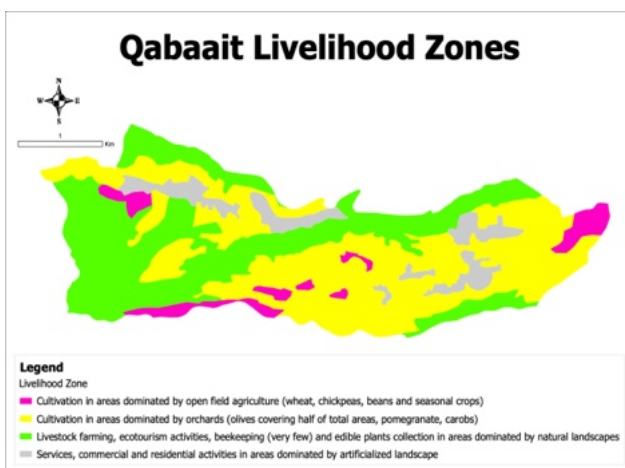 Qabaait Livelihood Zones
N
W E
S
1
Km
Legend
Livelihood Zone
Cultivation in areas dominated by open field agriculture (wheat, chickpeas, beans and seasonal crops)
Cultivation in areas dominated by orchards (olives covering half of total areas, pomegranate, carobs)
Livestock farming, ecotourism activities, beekeeping (very few) and edible plants collection in areas dominated by natural landscapes
Services, commercial and residential activities in areas dominated by artificialized landscape